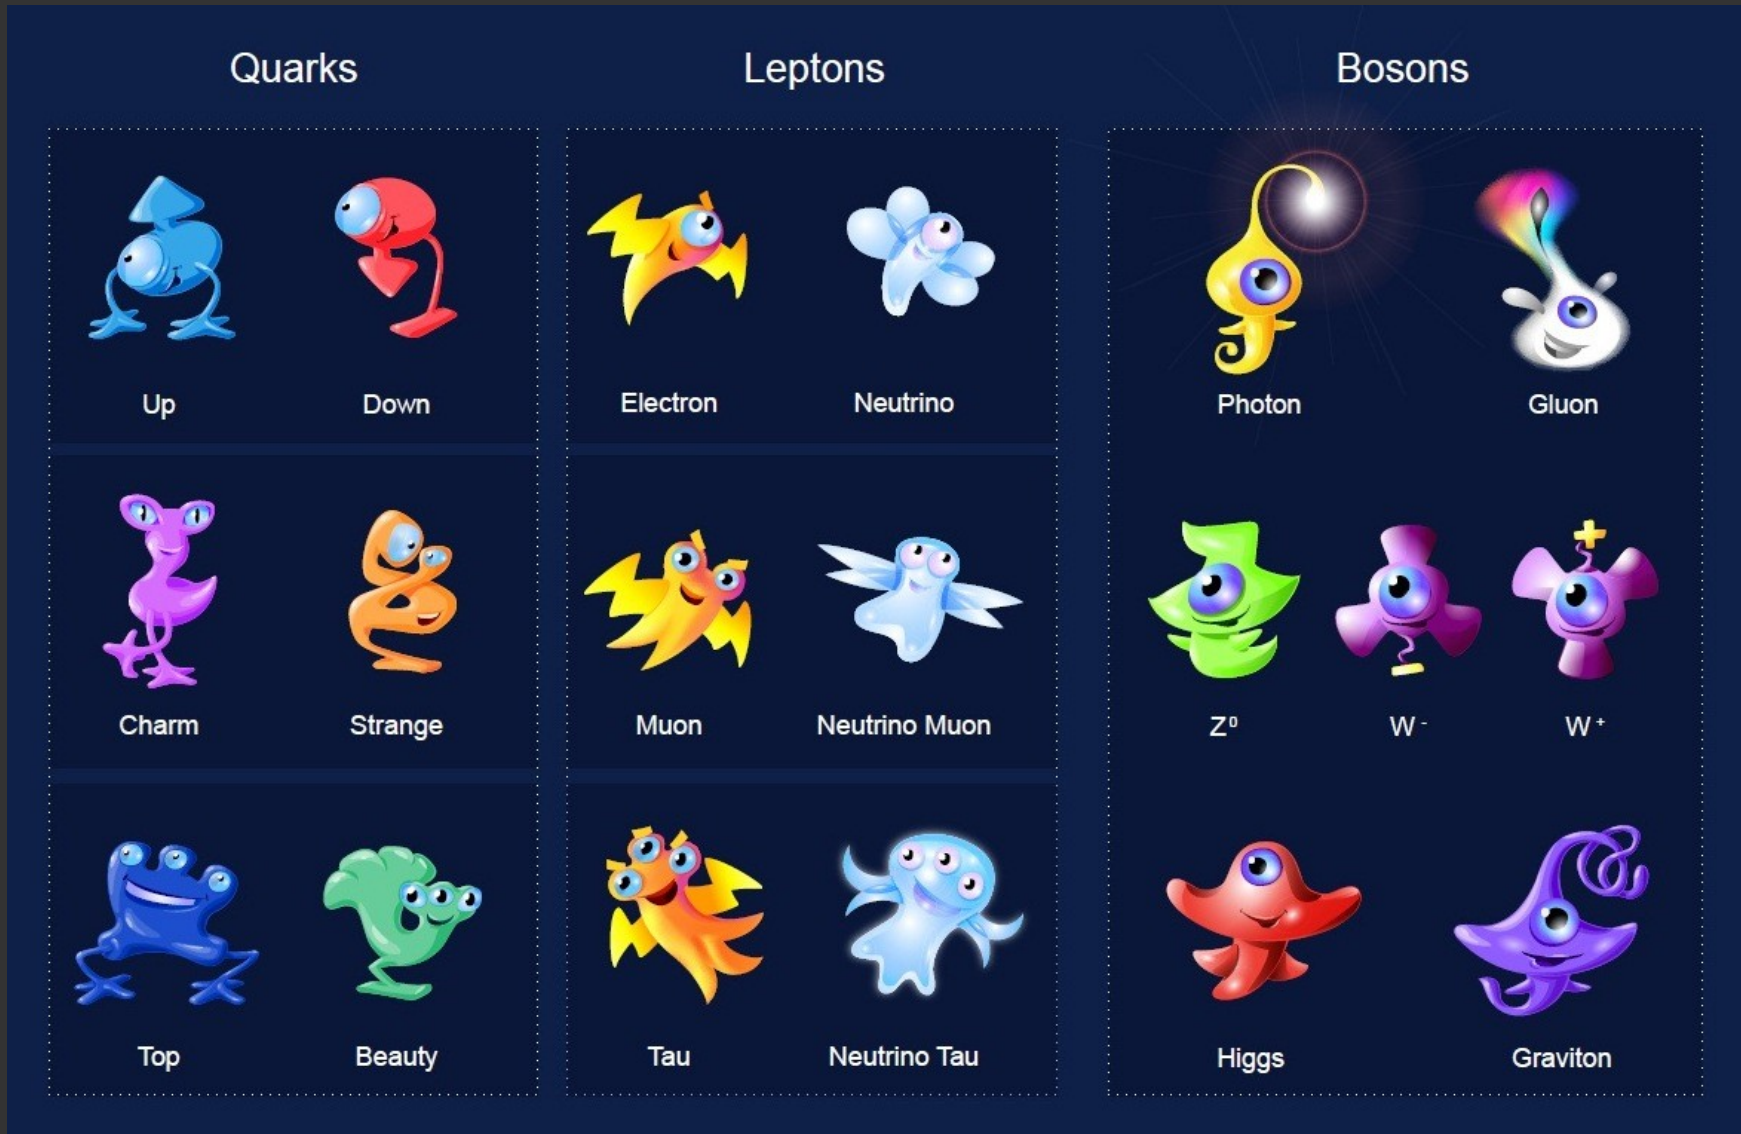 Quarks
Leptons
Bosons
Up
Down
Electron
Neutrino
Photon
Gluon
Charm
Strange
Muon
Neutrino Muon
Z⁰
W⁻
W⁺
Top
Beauty
Tau
Neutrino Tau
Higgs
Graviton